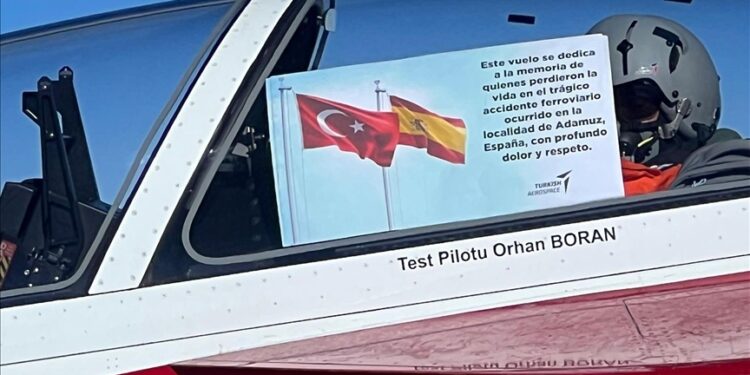 Este vuelo se dedica
a la memoria de
quienes perdieron la
vida en el trágico
accidente ferroviario
ocurrido en la
localidad de Adamuz,
España, con profundo
dolor y respeto.
TURKISH
AEROSPACE
Test Pilotu Orhan BORAN